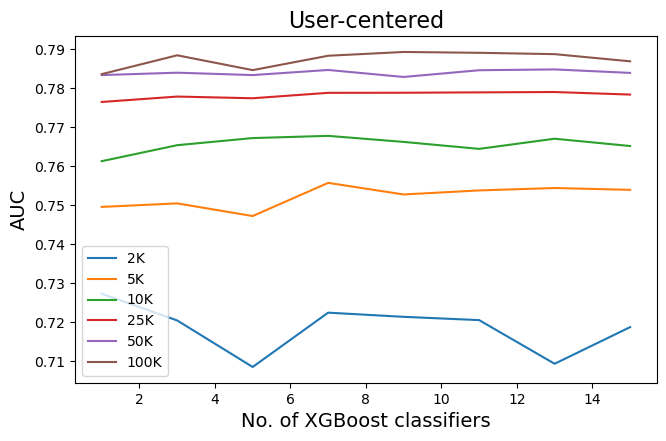 User-centered
AUC
0.79
0.78
0.77
0.76
0.75
0.74
0.73
0.72
0.71
2K
5K
10K
25K
50K
100K
2 4 6 8 10 12 14
No. of XGBoost classifiers